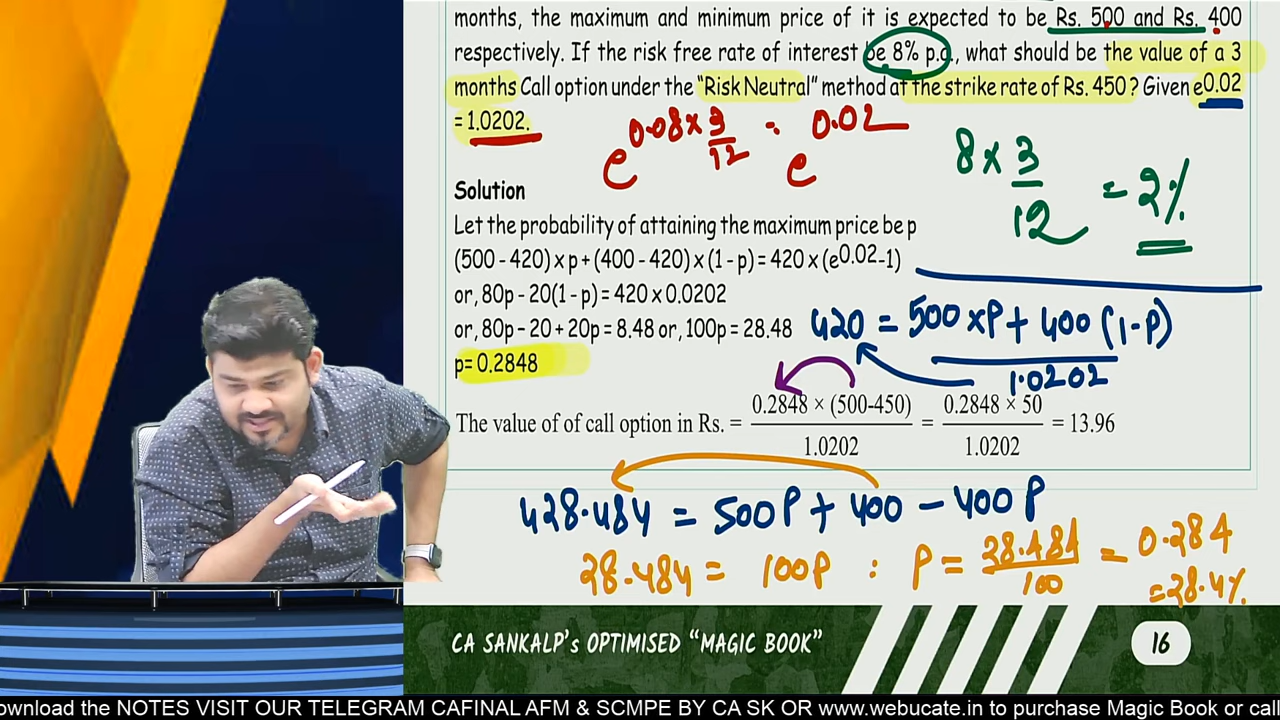 months, the maximum and minimum price of it is expected to be Rs. 500 and Rs. 400
respectively. If the risk free rate of interest be 8% p.a., what should be the value of a 3
months Call option under the “Risk Neutral” method at the strike rate of Rs. 450 ? Given e0.02
= 1.0202.
e^0.08×3/12 = e^0.02
8 × 3/12 = 2%
Solution
Let the probability of attaining the maximum price be p
(500 - 420) × p + (400 - 420) × (1 - p) = 420 × (e0.02-1)
or, 80p - 20(1 - p) = 420 x 0.0202
or, 80p – 20 + 20p = 8.48 or, 100p = 28.48
p= 0.2848
420 = 500 xP + 400 (1-P)
1.0202
The value of of call option in Rs. = 0.2848 × (500-450) / 1.0202 = 0.2848 × 50 / 1.0202 = 13.96
428.484 = 500P + 400 - 400P
28.484 = 100P : P = 28.484/100 = 0.284
=28.4%
CA SANKALP's OPTIMISED “MAGIC BOOK”
16
ownload the NOTES VISIT OUR TELEGRAM CAFINAL AFM & SCMPE BY CA SK OR www.webucate.in to purchase Magic Book or cal